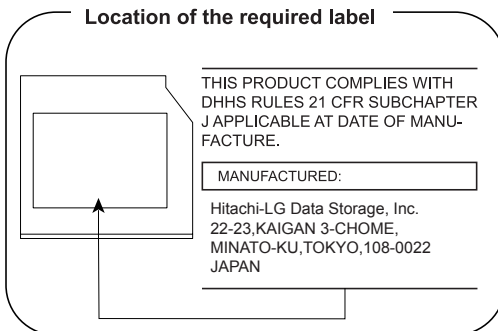 Location of the required label
THIS PRODUCT COMPLIES WITH
DHHS RULES 21 CFR SUBCHAPTER
J APPLICABLE AT DATE OF MANU-
FACTURE.
MANUFACTURED:
Hitachi-LG Data Storage, Inc.
22-23,KAIGAN 3-CHOME,
MINATO-KU,TOKYO,108-0022
JAPAN